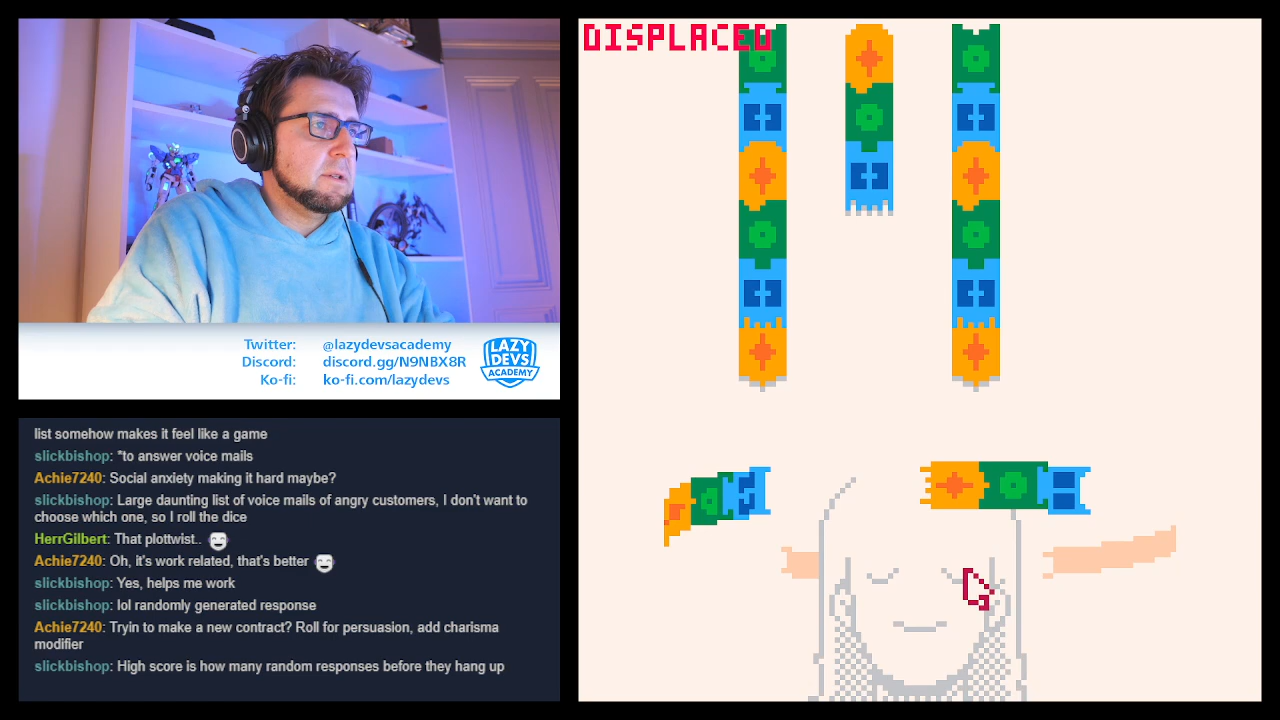 DISPLACED
Twitter: @lazydevsacademy
Discord: discord.gg/N9NBX8R
Ko-fi: ko-fi.com/lazydevs
LAZY
DEVS
ACADEMY
list somehow makes it feel like a game
slickbishop: *to answer voice mails
Achie7240: Social anxiety making it hard maybe?
slickbishop: Large daunting list of voice mails of angry customers, I don't want to
choose which one, so I roll the dice
HerrGilbert: That plottwist..
Achie7240: Oh, it's work related, that's better
slickbishop: Yes, helps me work
slickbishop: lol randomly generated response
Achie7240: Tryin to make a new contract? Roll for persuasion, add charisma
modifier
slickbishop: High score is how many random responses before they hang up